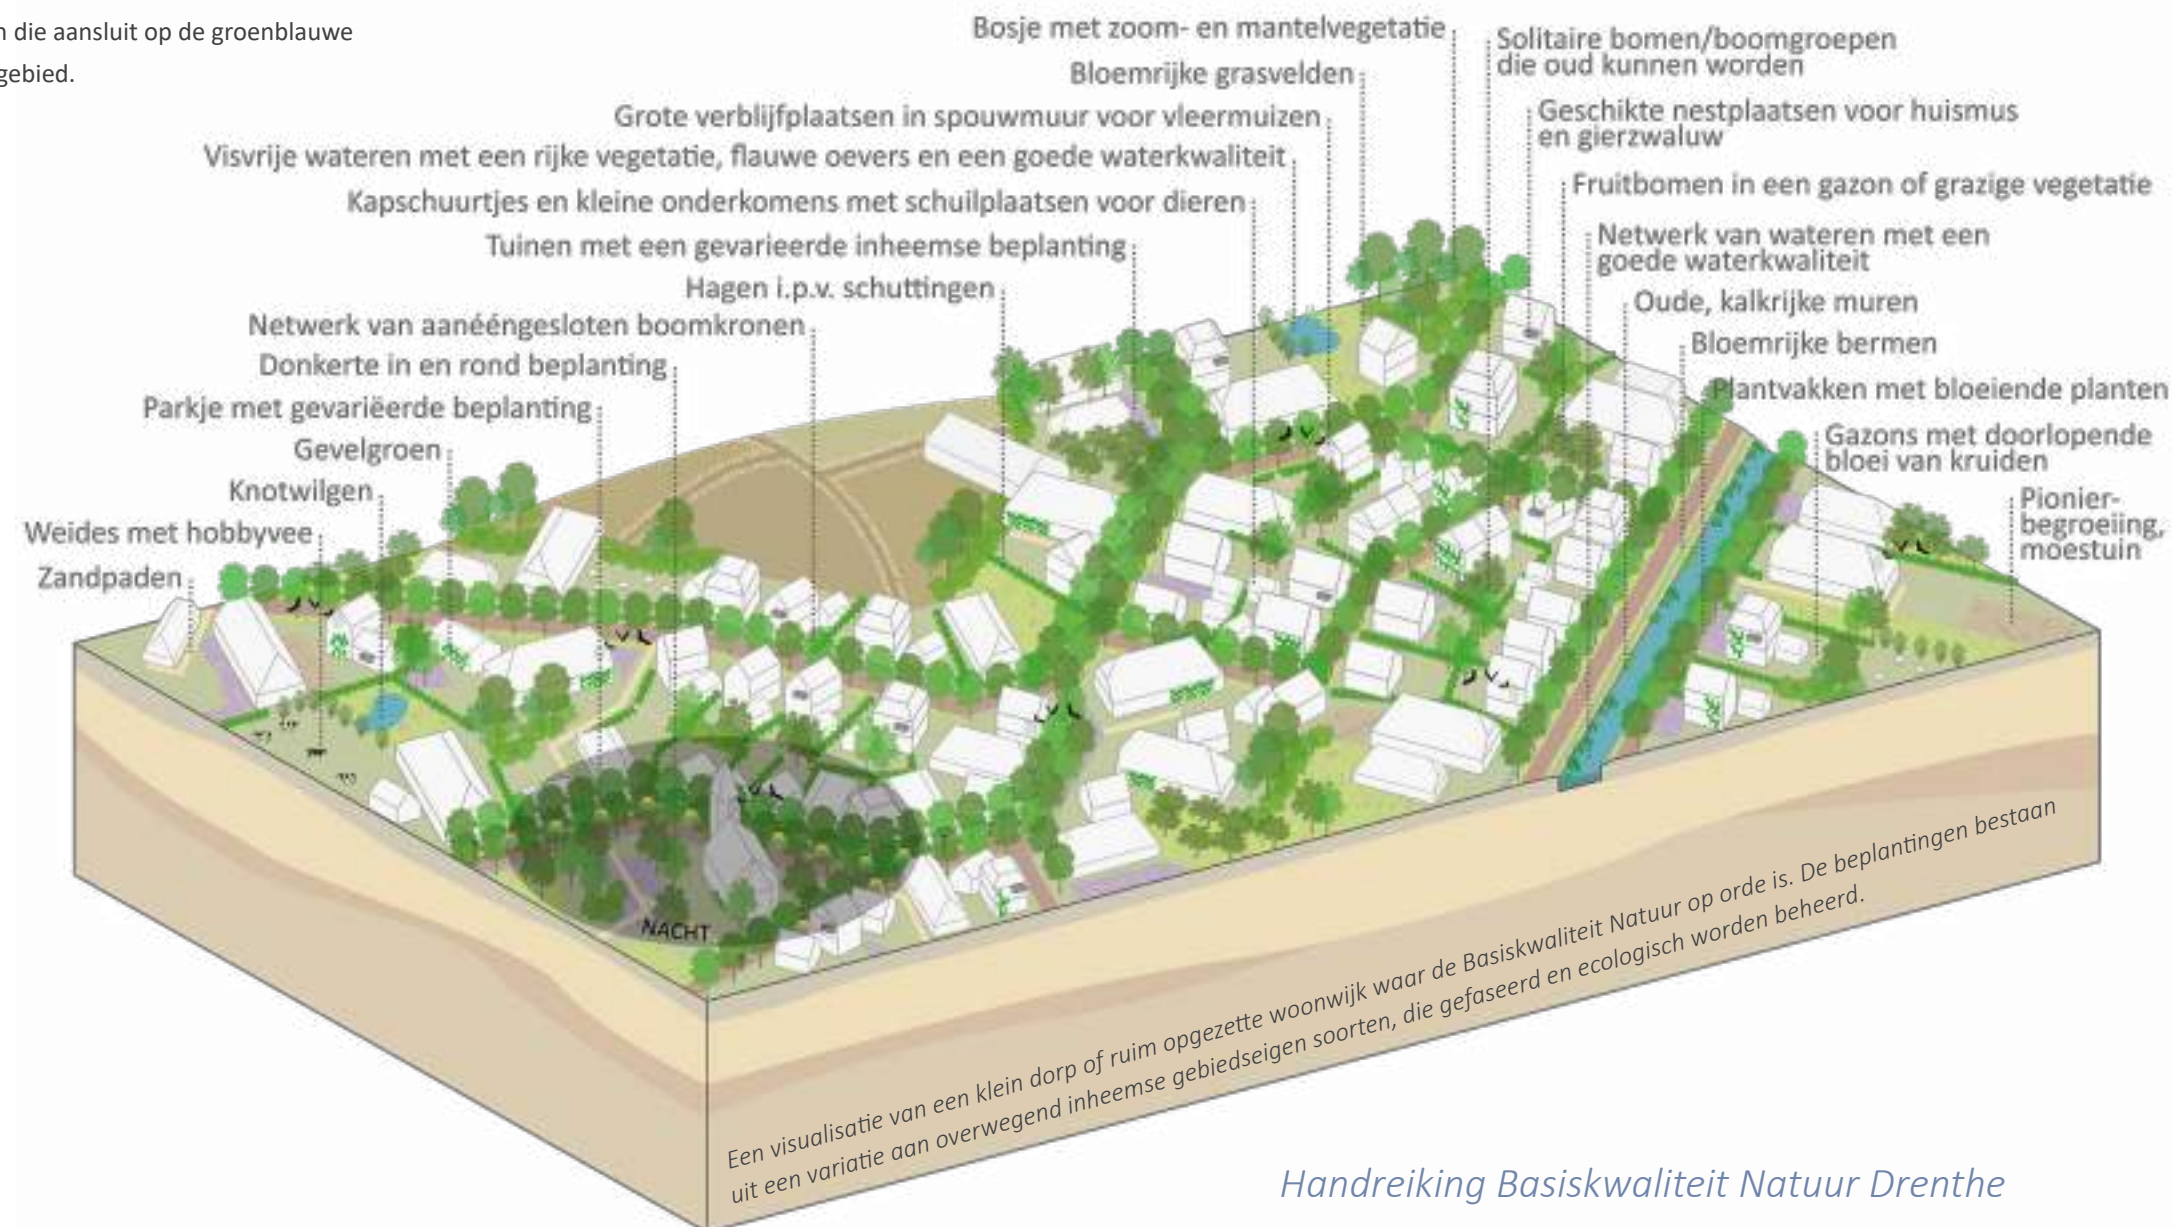 n die aansluit op de groenblauwe
gebied.
Bosje met zoom- en mantelvegetatie
Bloemrijke grasvelden
Grote verblijfplaatsen in spouwmuur voor vleermuizen
Visvrije wateren met een rijke vegetatie, flauwe oevers en een goede waterkwaliteit
Kapschuurtjes en kleine onderkomens met schuilplaatsen voor dieren
Tuinen met een gevarieerde inheemse beplanting
Hagen i.p.v. schuttingen
Netwerk van aanééngesloten boomkronen
Donkerte in en rond beplanting
Parkje met gevariëerde beplanting
Gevelgroen
Knotwilgen
Weides met hobbyvee
Zandpaden
Solitaire bomen/boomgroepen
die oud kunnen worden
Geschikte nestplaatsen voor huismus
en gierzwaluw
Fruitbomen in een gazon of grazige vegetatie
Netwerk van wateren met een
goede waterkwaliteit
Oude, kalkrijke muren
Bloemrijke bermen
Plantvakken met bloeiende planten
Gazons met doorlopende
bloei van kruiden
Pionier-
begroeiing,
moestuin
NACHT
Een visualisatie van een klein dorp of ruim opgezette woonwijk waar de Basiskwaliteit Natuur op orde is. De beplantingen bestaan
uit een variatie aan overwegend inheemse gebiedseigen soorten, die gefaseerd en ecologisch worden beheerd.
Handreiking Basiskwaliteit Natuur Drenthe